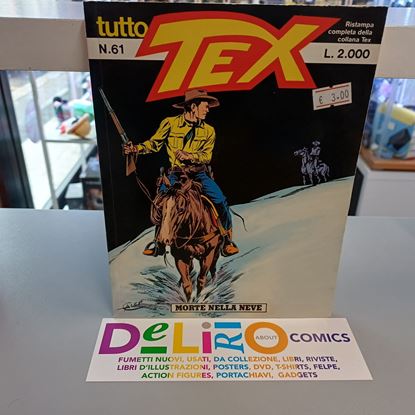 tutto
TEX
N.61
Ristampa
completa della
collana Tex
L. 2.000
€ 3.00
MORTE NELLA NEVE
DeLiRiO ABOUT COMICS
FUMETTI NUOVI, USATI, DA COLLEZIONE, LIBRI, RIVISTE,
LIBRI D'ILLUSTRAZIONI, POSTERS, DVD, T-SHIRTS, FELPE,
ACTION FIGURES, PORTACHIAVI, GADGETS